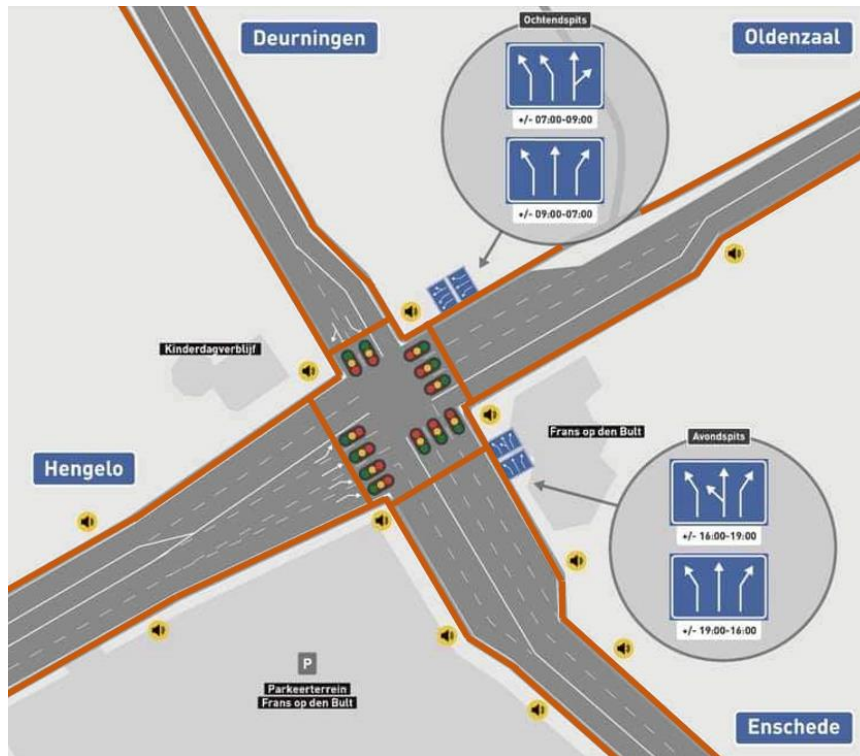 Deurningen
Ochtendspits
Oldenzaal
+/- 07:00-09:00
+/- 09:00-07:00
Kinderdagverblijf
Frans op den Bult
Avondspits
Hengelo
+/- 16:00-19:00
+/- 19:00-16:00
P
Parkeerterrein
Frans op den Bult
Enschede